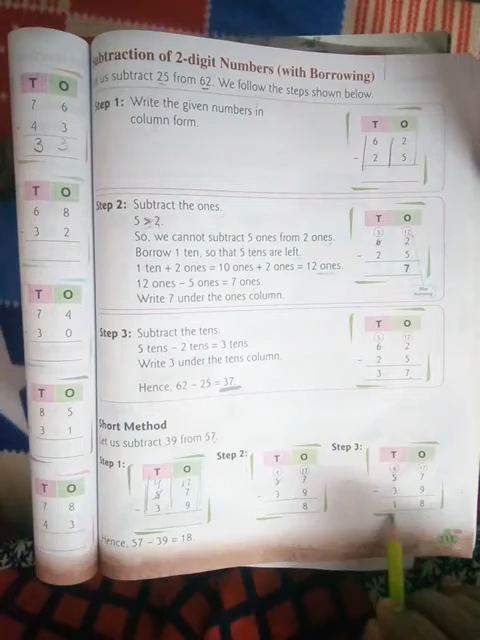 T O
7 6
- 4 3
3 3
T O
6 8
- 3 2
T O
7 4
- 3 0
T O
8 5
3 1
T O
7 8
4 3
Subtraction of 2-digit Numbers (with Borrowing)
us subtract 25 from 62. We follow the steps shown below.
Step 1: Write the given numbers in
column form.
T O
6 2
- 2 5
Step 2: Subtract the ones.
5 > 2.
So, we cannot subtract 5 ones from 2 ones.
Borrow 1 ten, so that 5 tens are left.
1 ten + 2 ones = 10 ones + 2 ones = 12 ones.
12 ones – 5 ones = 7 ones.
Write 7 under the ones column.
T O
5 12
6 2
- 2 5
7
Step 3: Subtract the tens.
5 tens – 2 tens = 3 tens
Write 3 under the tens column.
Hence, 62 – 25 = 37.
T O
5 12
6 2
- 2 5
3 7
Short Method
Let us subtract 39 from 57.
Step 1:
T O
4 17
5 7
- 3 9
Step 2:
T O
4 17
5 7
- 3 9
8
Step 3:
T O
4 17
5 7
- 3 9
1 8
Hence, 57 – 39 = 18.